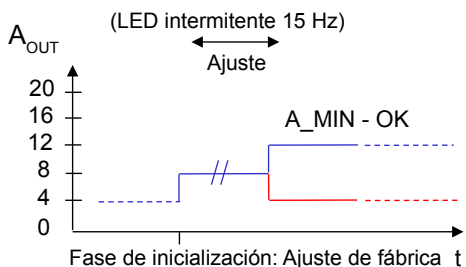 (LED intermitente 15 Hz)
A_OUT
Ajuste
20
16
12
8
4
0
A_MIN - OK
Fase de inicialización: Ajuste de fábrica t